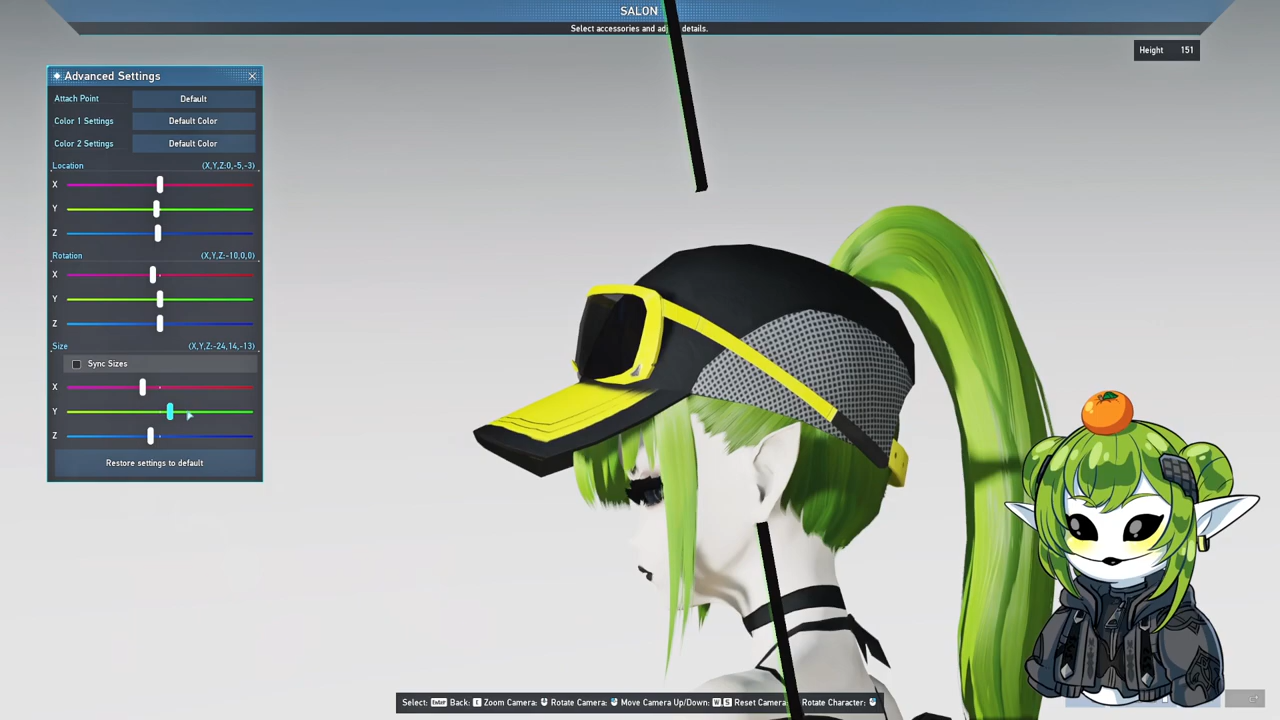 SALON
Select accessories and adj details.
Height 151
Advanced Settings
Attach Point Default
Color 1 Settings Default Color
Color 2 Settings Default Color
Location (X,Y,Z:0,-5,-3)
X
Y
Z
Rotation (X,Y,Z:-10,0,0)
X
Y
Z
Size (X,Y,Z:-24,14,-13)
Sync Sizes
X
Y
Z
Restore settings to default
Select: Enter Back: Zoom Camera: Rotate Camera: Move Camera Up/Down: W,S Reset Camera Rotate Character: